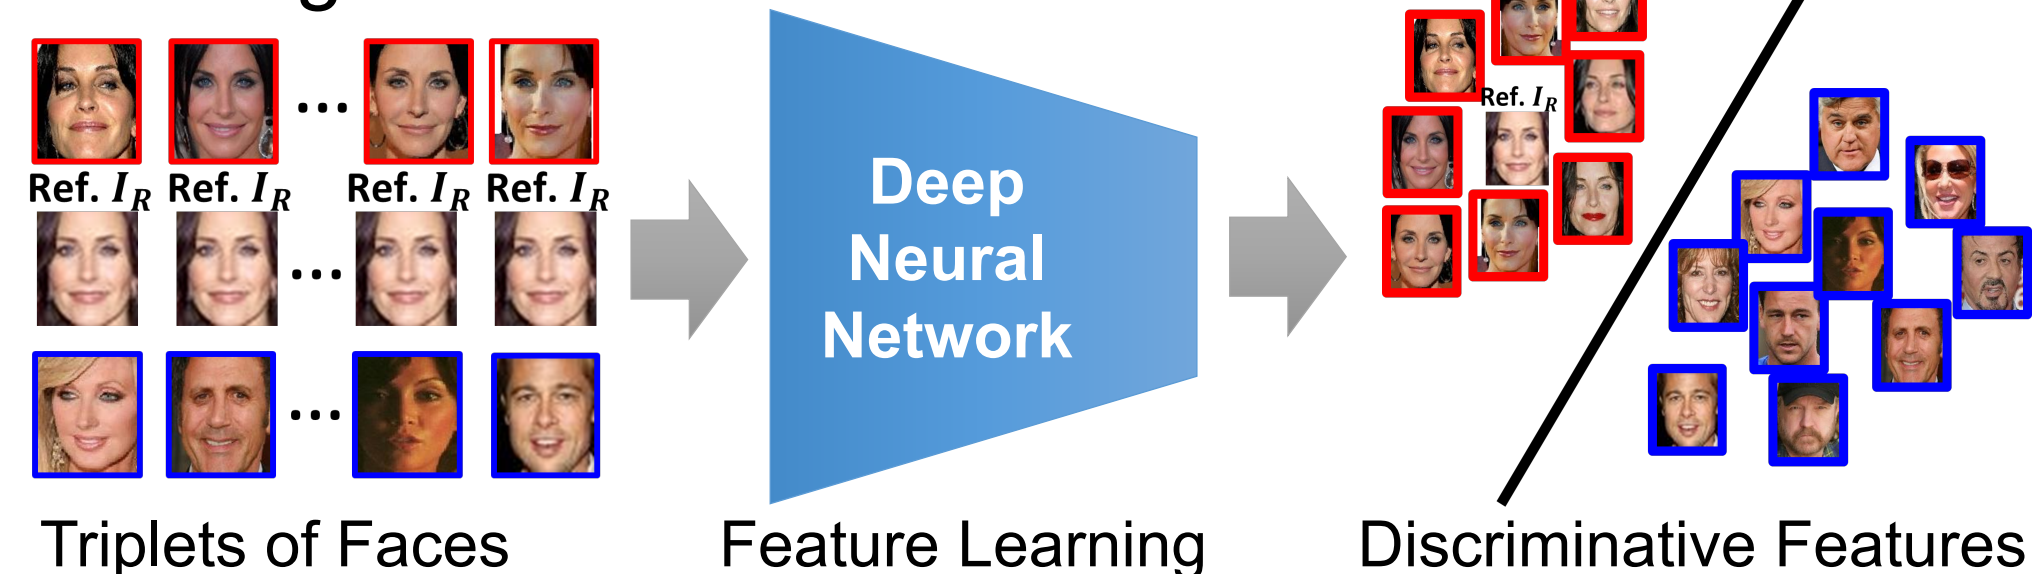 Ref. I_R Ref. I_R Ref. I_R Ref. I_R
...
...
...
Deep
Neural
Network
Ref. I_R
Triplets of Faces
Feature Learning
Discriminative Features